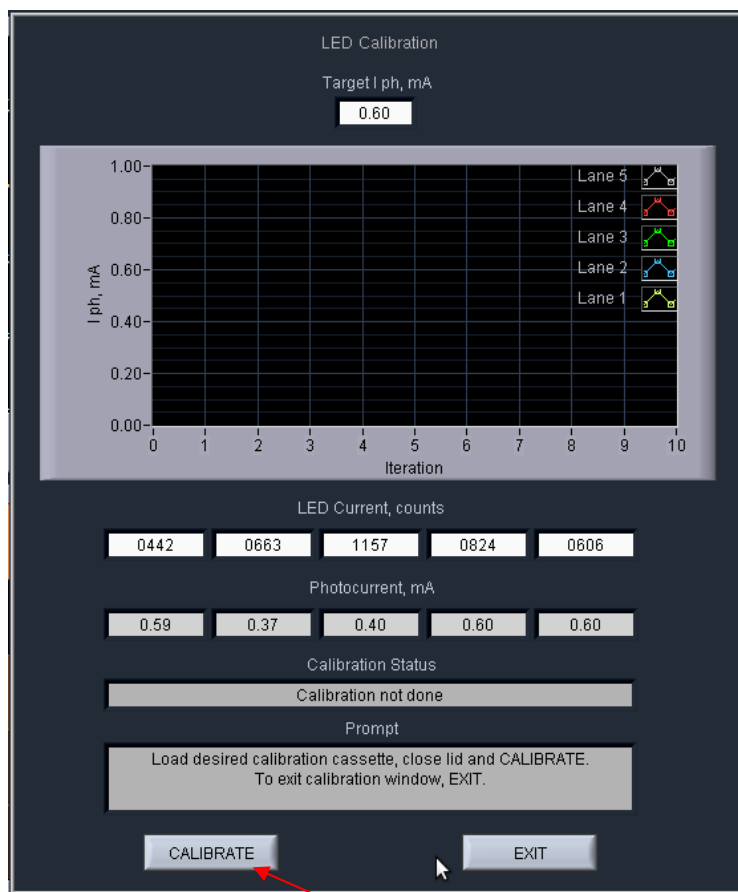 LED Calibration
Target I ph, mA
0.60
1.00
0.80
0.60
0.40
0.20
0.00
I ph, mA
Lane 5
Lane 4
Lane 3
Lane 2
Lane 1
0 1 2 3 4 5 6 7 8 9 10
Iteration
LED Current, counts
0442 0663 1157 0824 0606
Photocurrent, mA
0.59 0.37 0.40 0.60 0.60
Calibration Status
Calibration not done
Prompt
Load desired calibration cassette, close lid and CALIBRATE.
To exit calibration window, EXIT.
CALIBRATE EXIT